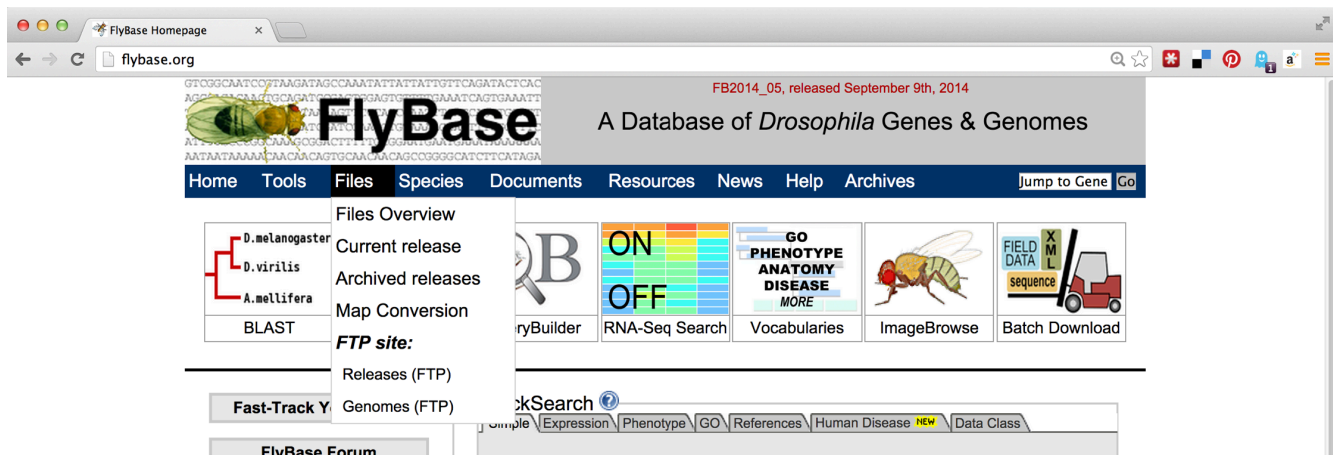 FlyBase Homepage
flybase.org
1
a
GTCGGCAATCCGTAAGATAGCCAAATATTATTATTGTTCAGATACTCAC
FlyBase
FB2014_05, released September 9th, 2014
A Database of Drosophila Genes & Genomes
Home Tools Files Species Documents Resources News Help Archives Jump to Gene Go
Files Overview
Current release
Archived releases
Map Conversion
FTP site:
Releases (FTP)
Genomes (FTP)
D.melanogaster
D.virilis
A.mellifera
BLAST
B
ryBuilder
ON
OFF
RNA-Seq Search
GO
PHENOTYPE
ANATOMY
DISEASE
MORE
Vocabularies
ImageBrowse
FIELD
DATA
XML
sequence
Batch Download
Fast-Track Y
FlyBase Forum
ckSearch ?
Simple Expression Phenotype GO References Human Disease NEW Data Class